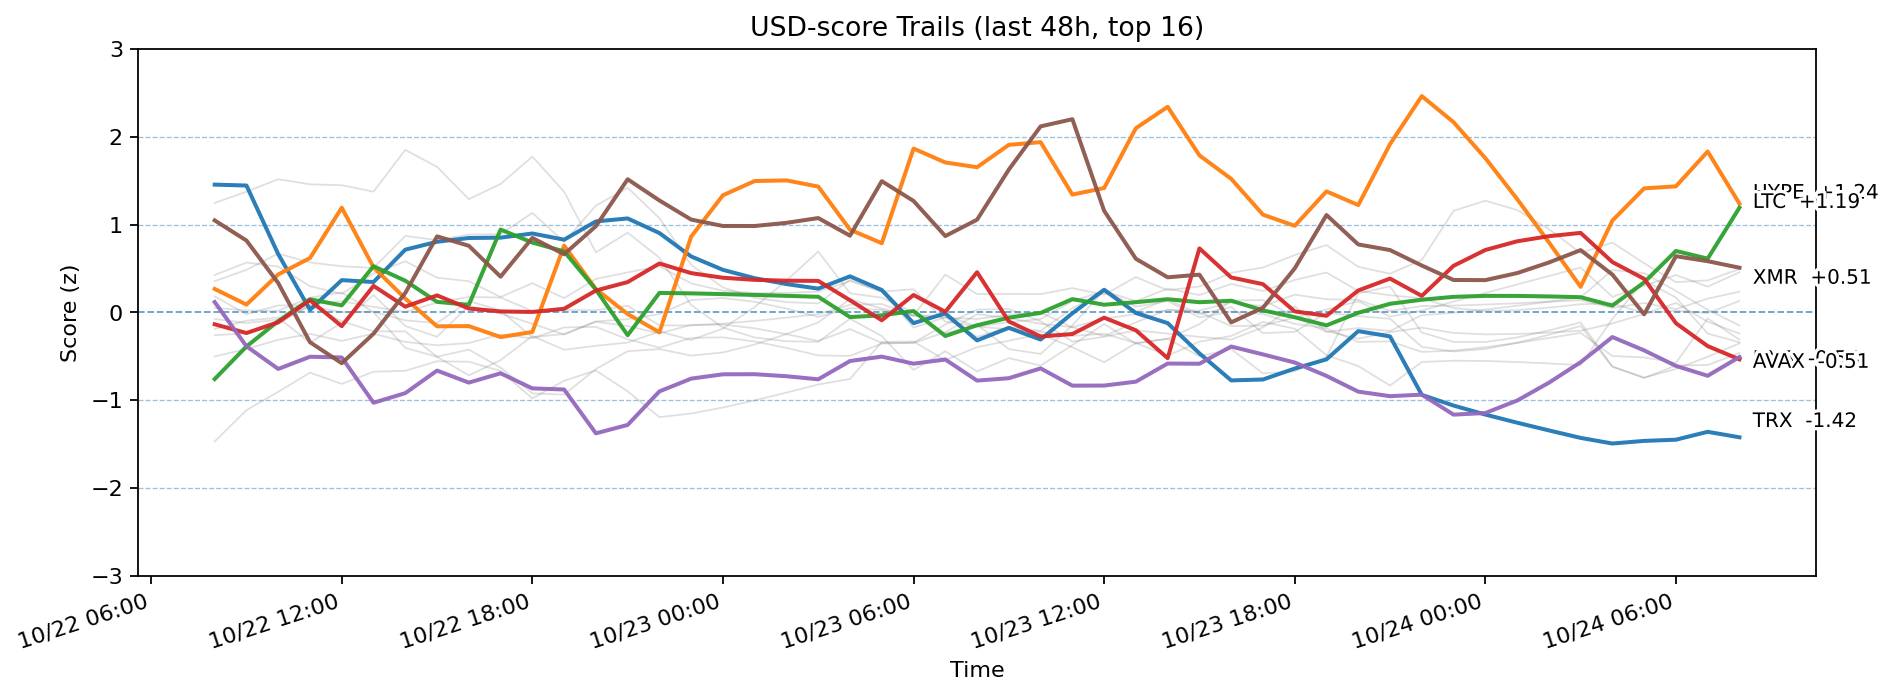 USD-score Trails (last 48h, top 16)
3
2
1
0
−1
−2
−3
Score (z)
HYPE +1.24
LTC +1.19
XMR +0.51
AVAX -0.51
TRX -1.42
10/22 06:00
10/22 12:00
10/22 18:00
10/23 00:00
10/23 06:00
10/23 12:00
10/23 18:00
10/24 00:00
10/24 06:00
Time